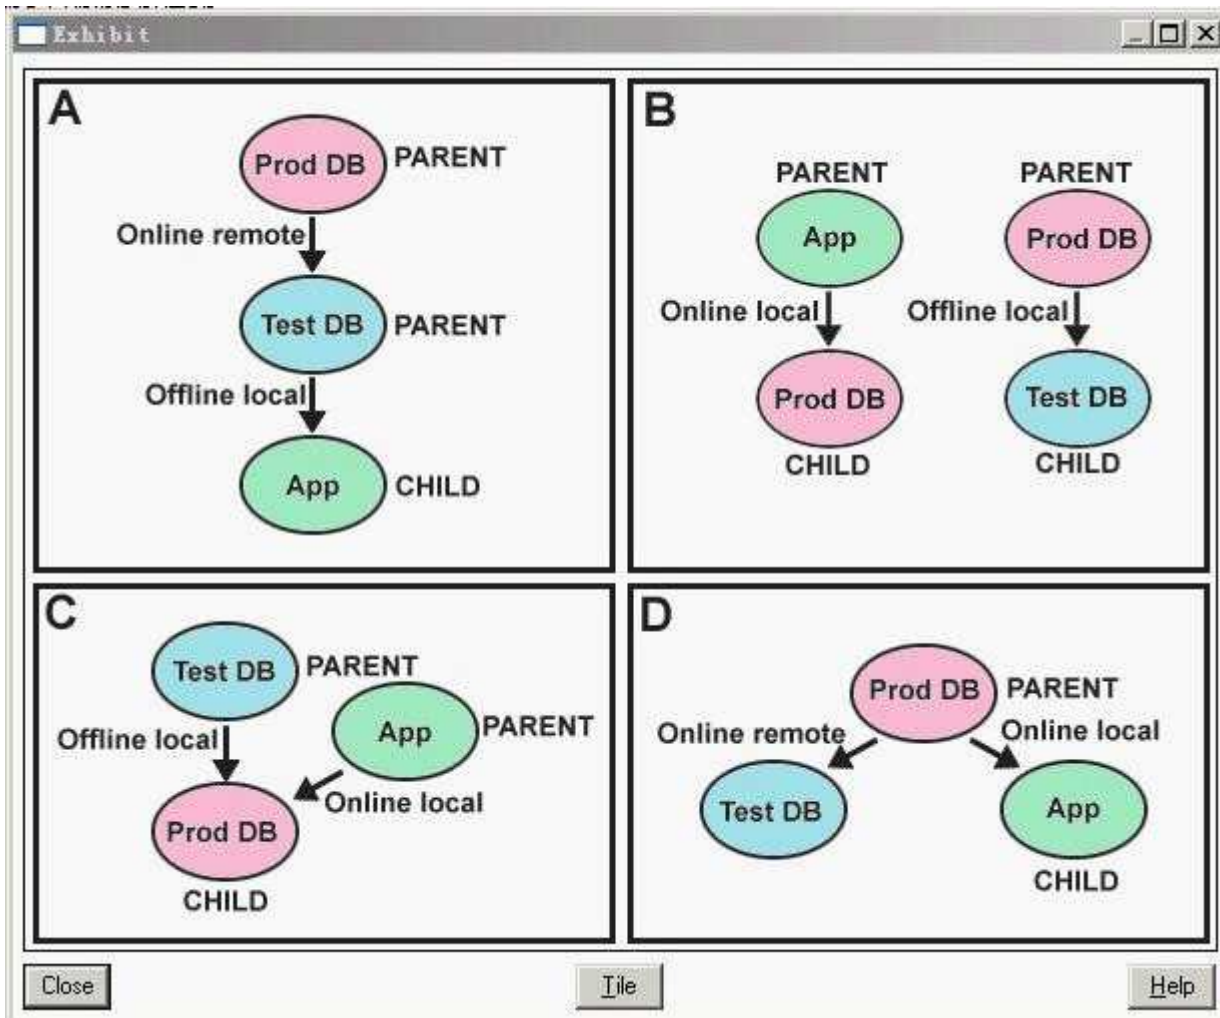 Exhibit
A
Prod DB PARENT
Online remote
Test DB PARENT
Offline local
App CHILD
B
PARENT PARENT
App Prod DB
Online local Offline local
Prod DB Test DB
CHILD CHILD
C
Test DB PARENT
App PARENT
Offline local
Online local
Prod DB
CHILD
D
Prod DB PARENT
Online remote Online local
Test DB App
CHILD
Close Tile Help